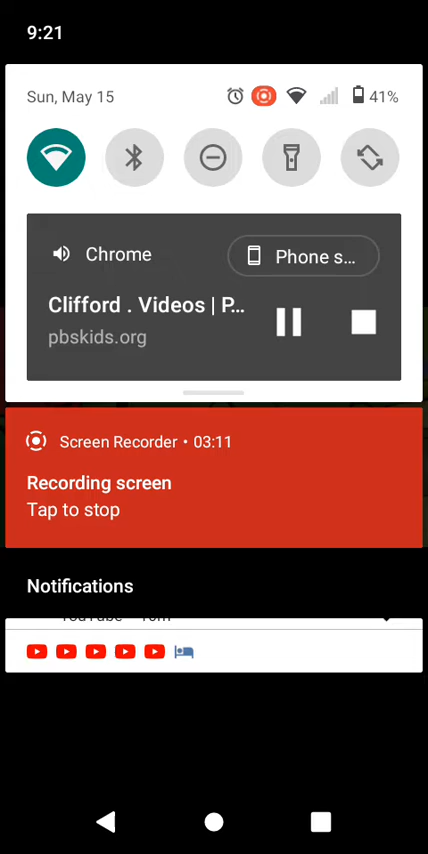 9:21
Sun, May 15
41%
Chrome
Phone s...
Clifford . Videos | P...
pbskids.org
Screen Recorder • 03:11
Recording screen
Tap to stop
Notifications